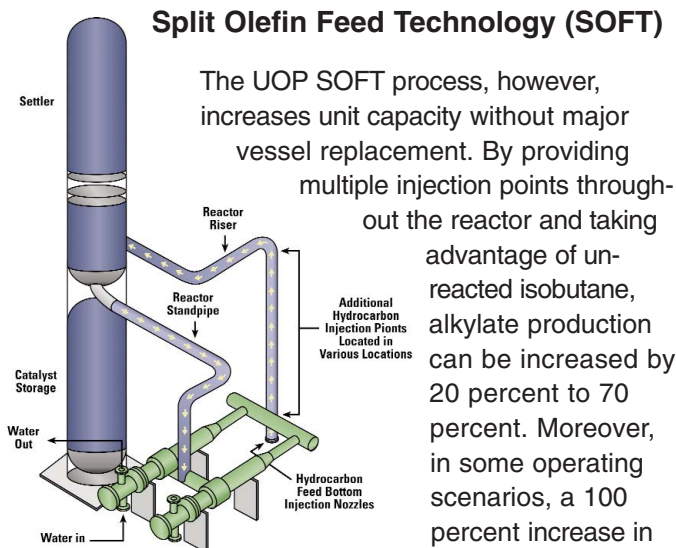 Split Olefin Feed Technology (SOFT)
The UOP SOFT process, however,
increases unit capacity without major
vessel replacement. By providing
multiple injection points through-
out the reactor and taking
advantage of un-
reacted isobutane,
alkylate production
can be increased by
20 percent to 70
percent. Moreover,
in some operating
scenarios, a 100
percent increase in
Settler
Reactor
Riser
Reactor
Standpipe
Additional
Hydrocarbon
Injection Pionts
Located in
Various Locations
Catalyst
Storage
Water
Out
Hydrocarbon
Feed Bottom
Injection Nozzles
Water in